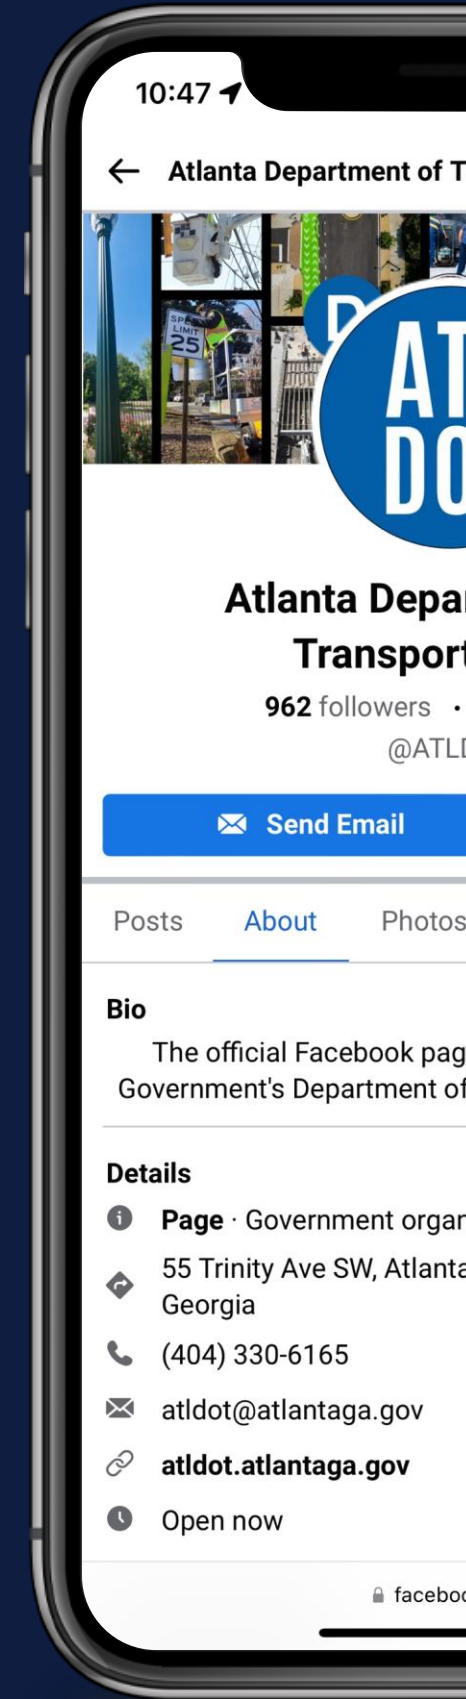 10:47
Atlanta Department of T
SPEED
LIMIT
25
D
AT
DO
Atlanta Depar
Transport
962 followers ·
@ATLD
Send Email
Posts About Photos
Bio
The official Facebook pag
Government's Department of
Details
Page · Government organ
55 Trinity Ave SW, Atlanta
Georgia
(404) 330-6165
atldot@atlantaga.gov
atldot.atlantaga.gov
Open now
faceboo